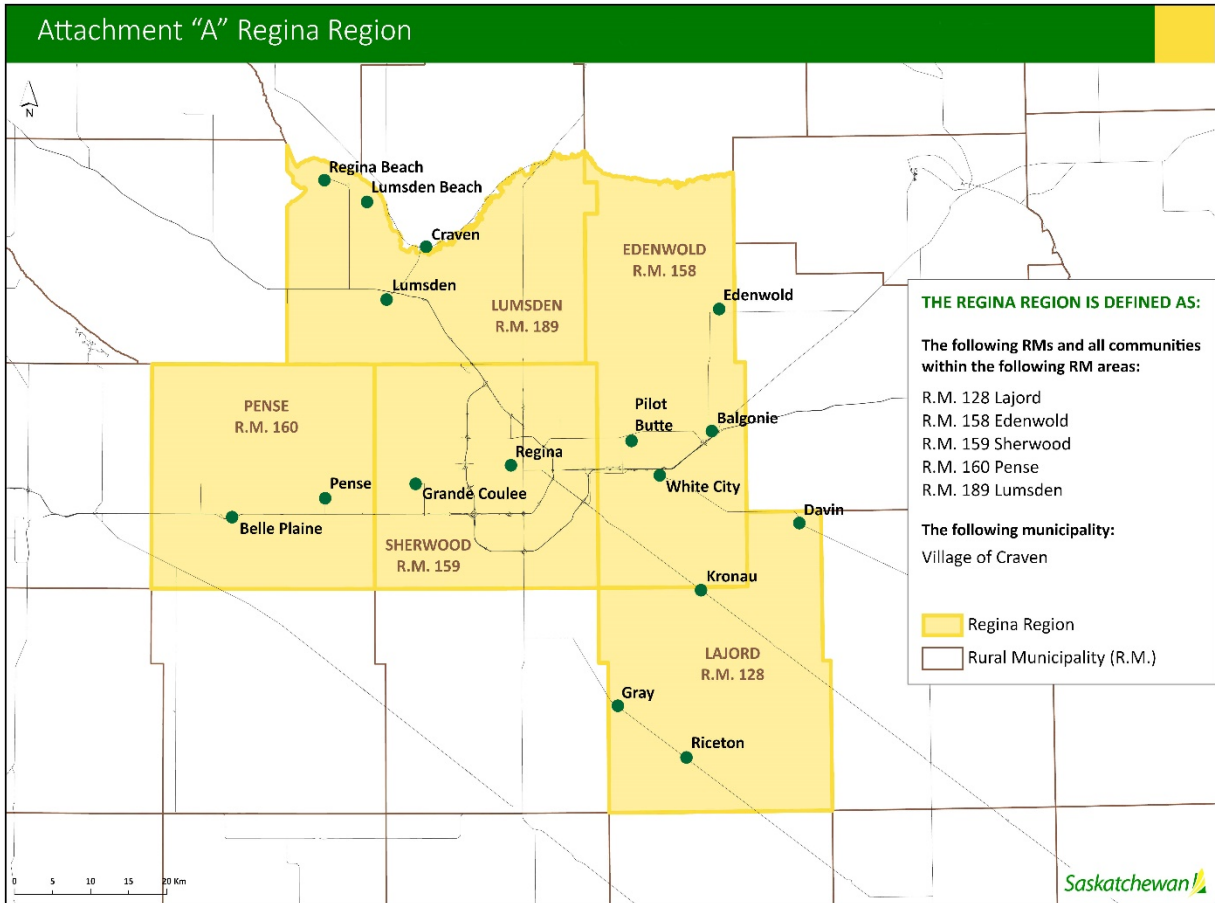 Attachment “A” Regina Region
N
Regina Beach
Lumsden Beach
Craven
EDENWOLD
R.M. 158
Lumsden
LUMSDEN
R.M. 189
Edenwold
PENSE
R.M. 160
Pilot
Butte
Balgonie
Regina
Pense
Grande Coulee
White City
Belle Plaine
Davin
SHERWOOD
R.M. 159
Kronau
LAJORD
R.M. 128
Gray
Riceton
THE REGINA REGION IS DEFINED AS:
The following RMs and all communities
within the following RM areas:
R.M. 128 Lajord
R.M. 158 Edenwold
R.M. 159 Sherwood
R.M. 160 Pense
R.M. 189 Lumsden
The following municipality:
Village of Craven
Regina Region
Rural Municipality (R.M.)
0 5 10 15 20 Km
Saskatchewan